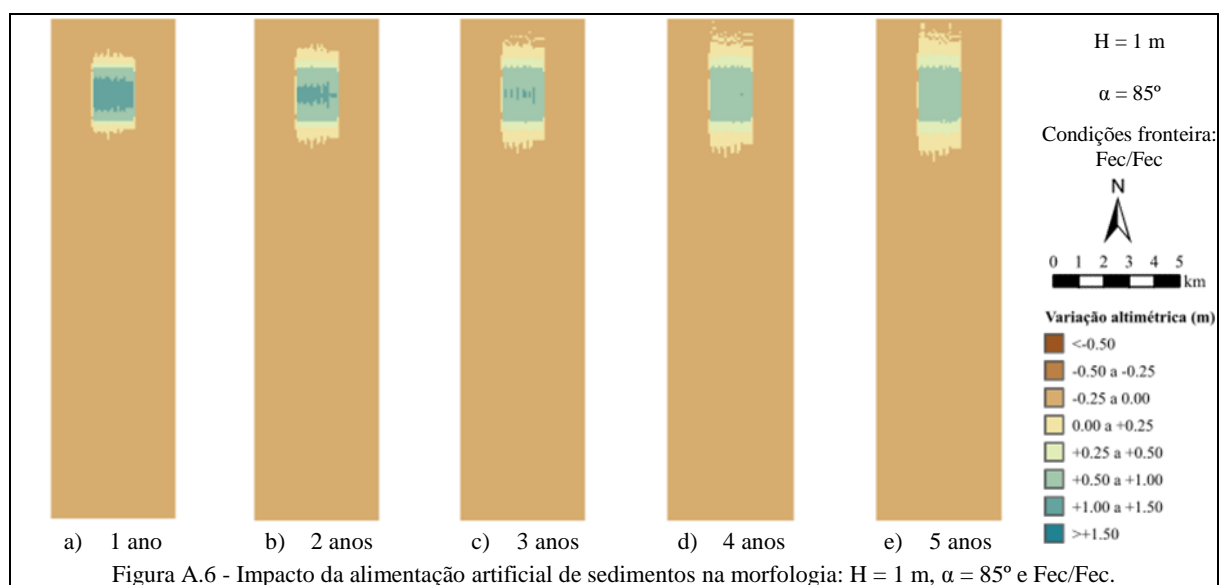 H = 1 m
α = 85º
Condições fronteira:
Fec/Fec
N
0 1 2 3 4 5
km
Variação altimétrica (m)
<-0.50
-0.50 a -0.25
-0.25 a 0.00
0.00 a +0.25
+0.25 a +0.50
+0.50 a +1.00
+1.00 a +1.50
>+1.50
a) 1 ano
b) 2 anos
c) 3 anos
d) 4 anos
e) 5 anos
Figura A.6 - Impacto da alimentação artificial de sedimentos na morfologia: H = 1 m, α = 85º e Fec/Fec.